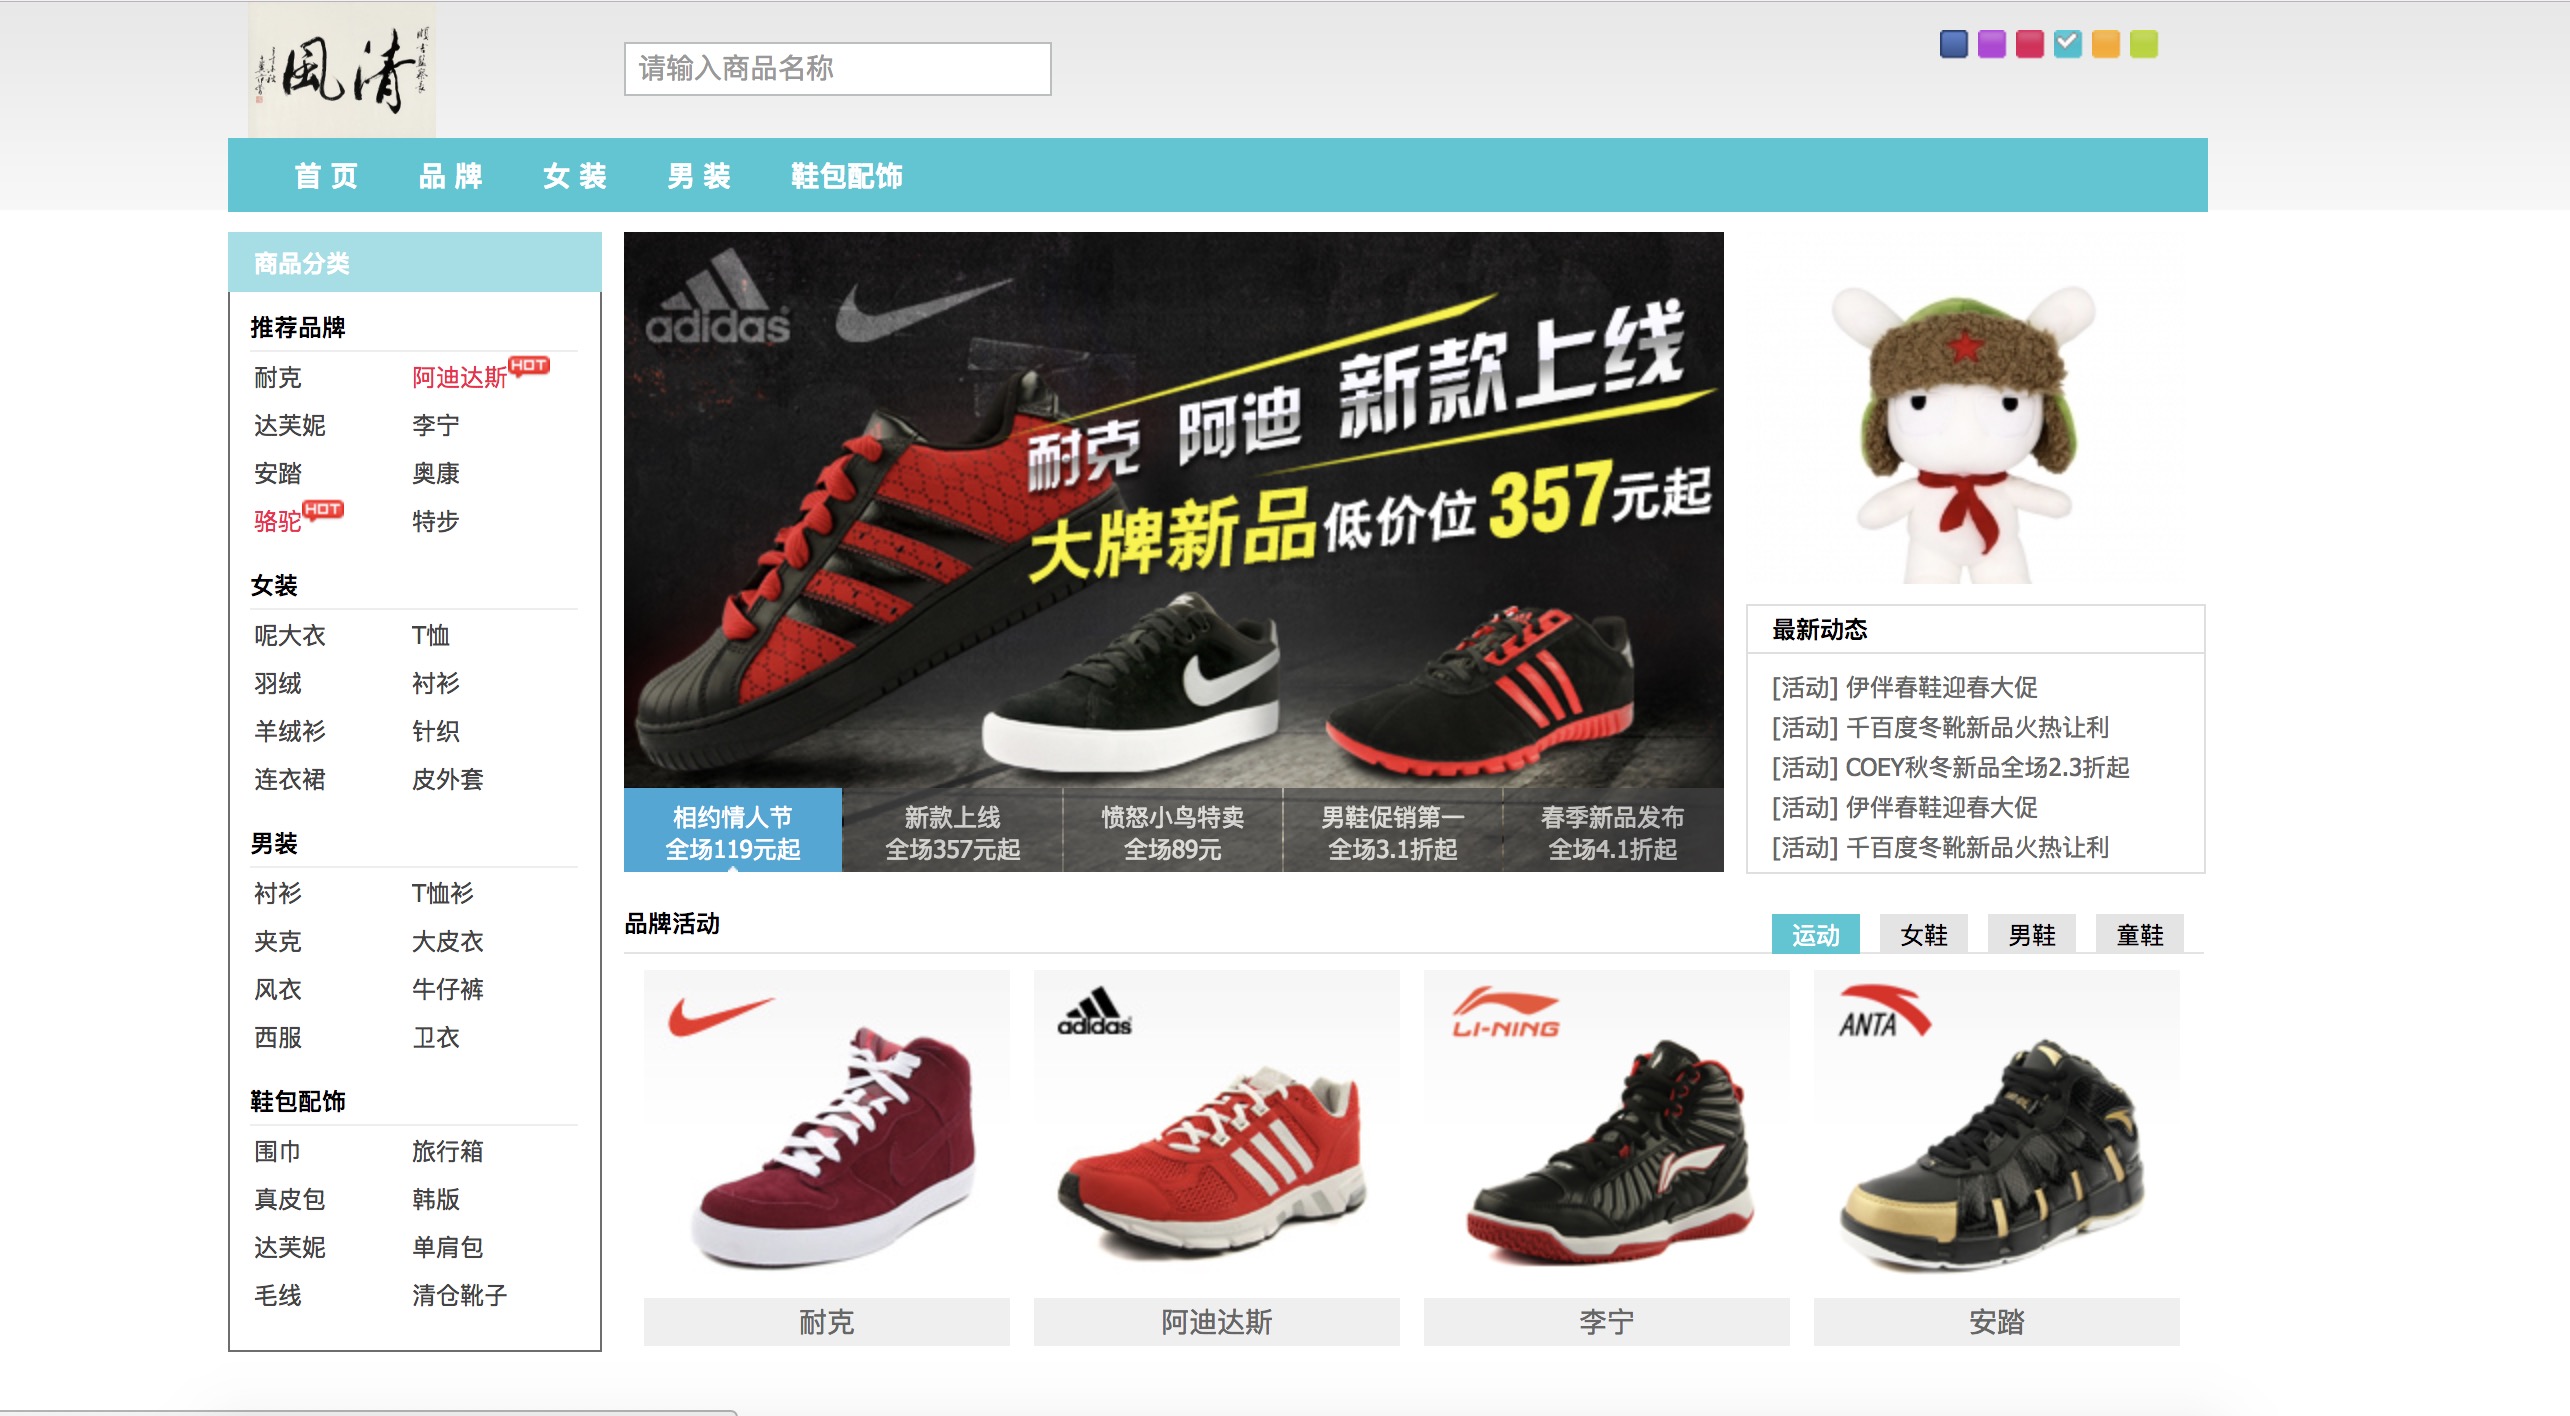 清風
请输入商品名称
首 页 品 牌 女 装 男 装 鞋包配饰
商品分类
推荐品牌
耐克 阿迪达斯 HOT
达芙妮 李宁
安踏 奥康
骆驼 HOT 特步
女装
呢大衣 T恤
羽绒 衬衫
羊绒衫 针织
连衣裙 皮外套
男装
衬衫 T恤衫
夹克 大皮衣
风衣 牛仔裤
西服 卫衣
鞋包配饰
围巾 旅行箱
真皮包 韩版
达芙妮 单肩包
毛线 清仓靴子
adidas
耐克 阿迪 新款上线
大牌新品低价位357元起
相约情人节
全场119元起
新款上线
全场357元起
愤怒小鸟特卖
全场89元
男鞋促销第一
全场3.1折起
春季新品发布
全场4.1折起
最新动态
[活动] 伊伴春鞋迎春大促
[活动] 千百度冬靴新品火热让利
[活动] COEY秋冬新品全场2.3折起
[活动] 伊伴春鞋迎春大促
[活动] 千百度冬靴新品火热让利
品牌活动
运动 女鞋 男鞋 童鞋
adidas
LI-NING
ANTA
耐克 阿迪达斯 李宁 安踏